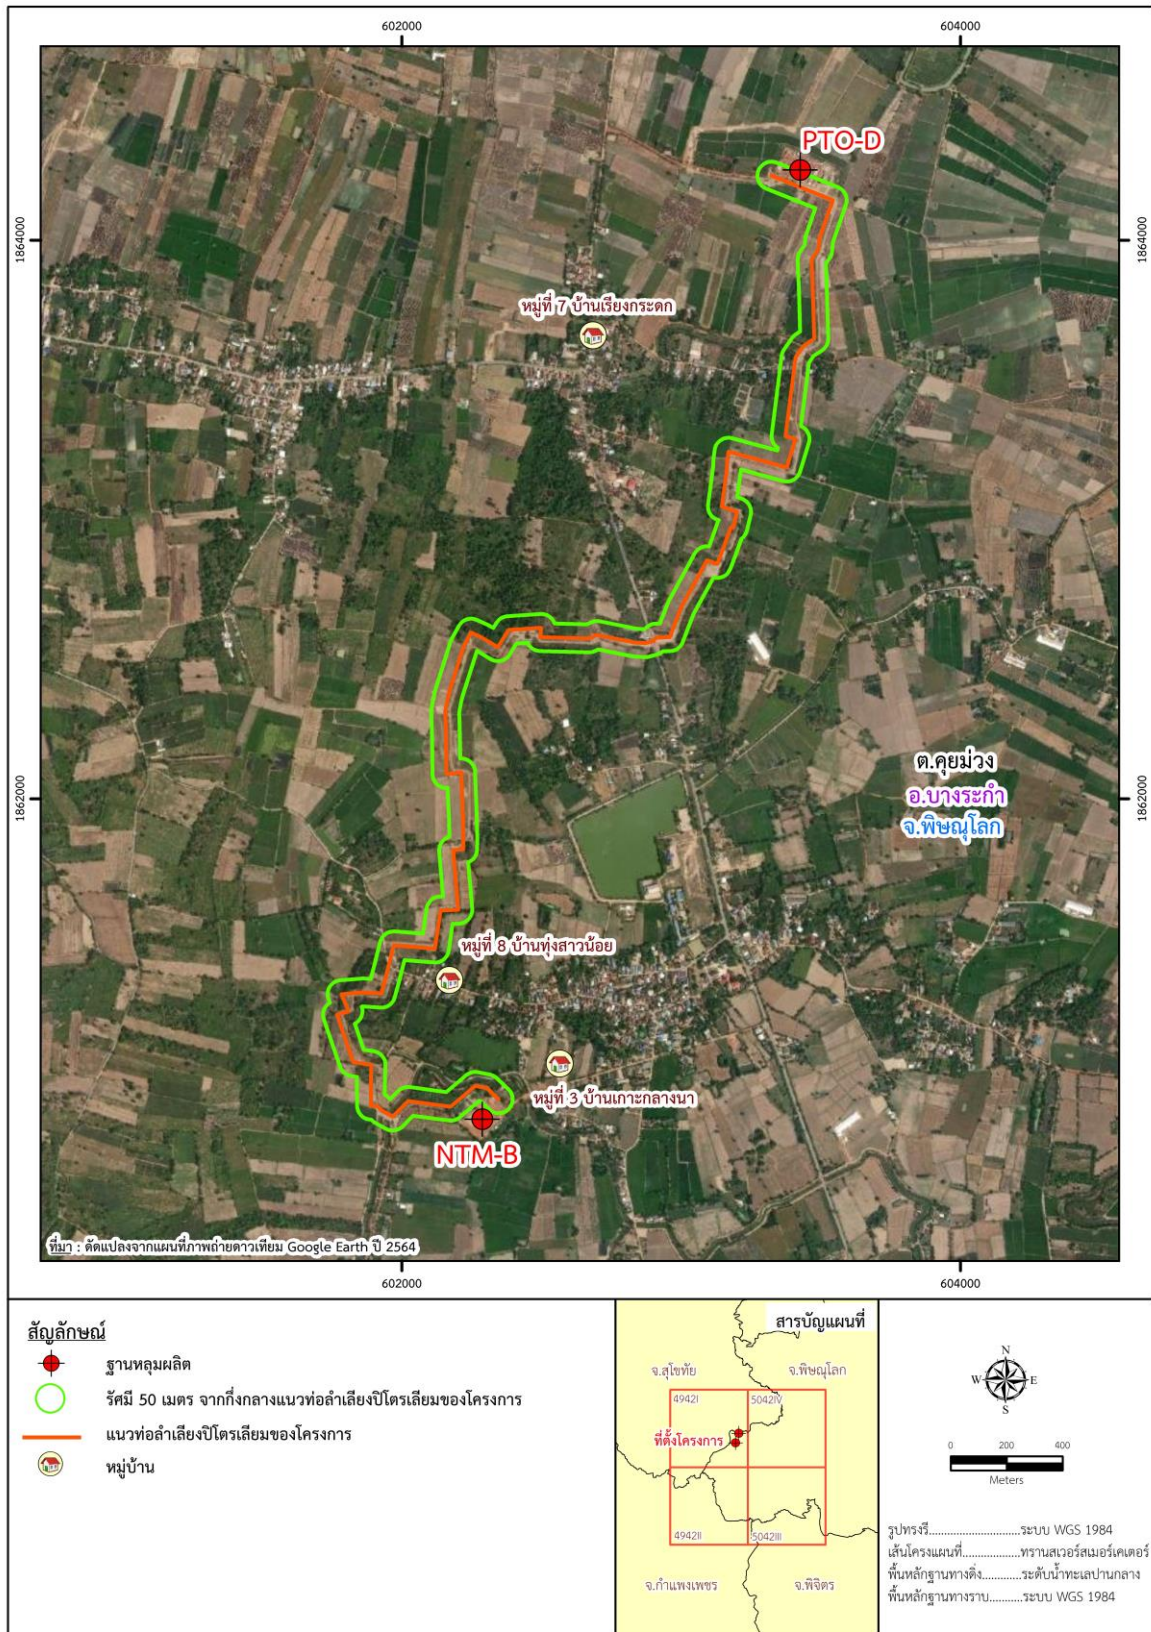 602000
604000
PTO-D
1864000
1864000
หมู่ที่ 7 บ้านเรียงกระดก
ต.คุยม่วง
อ.บางระกำ
จ.พิษณุโลก
1862000
1862000
หมู่ที่ 8 บ้านทุ่งสาวน้อย
หมู่ที่ 3 บ้านเกาะกลางนา
NTM-B
ที่มา : ดัดแปลงจากแผนที่ภาพถ่ายดาวเทียม Google Earth ปี 2564
602000
604000
สัญลักษณ์
ฐานหลุมผลิต
รัศมี 50 เมตร จากกึ่งกลางแนวท่อลำเลียงปิโตรเลียมของโครงการ
แนวท่อลำเลียงปิโตรเลียมของโครงการ
หมู่บ้าน
สารบัญแผนที่
จ.สุโขทัย
จ.พิษณุโลก
4942I
5042IV
ที่ตั้งโครงการ
4942II
5042III
จ.กำแพงเพชร
จ.พิจิตร
N
W E
S
0 200 400
Meters
รูปทรงรี............................ระบบ WGS 1984
เส้นโครงแผนที่..................ทรานสเวอร์สเมอร์เคเตอร์
พื้นหลักฐานทางดิ่ง............ระดับน้ำทะเลปานกลาง
พื้นหลักฐานทางราบ..........ระบบ WGS 1984